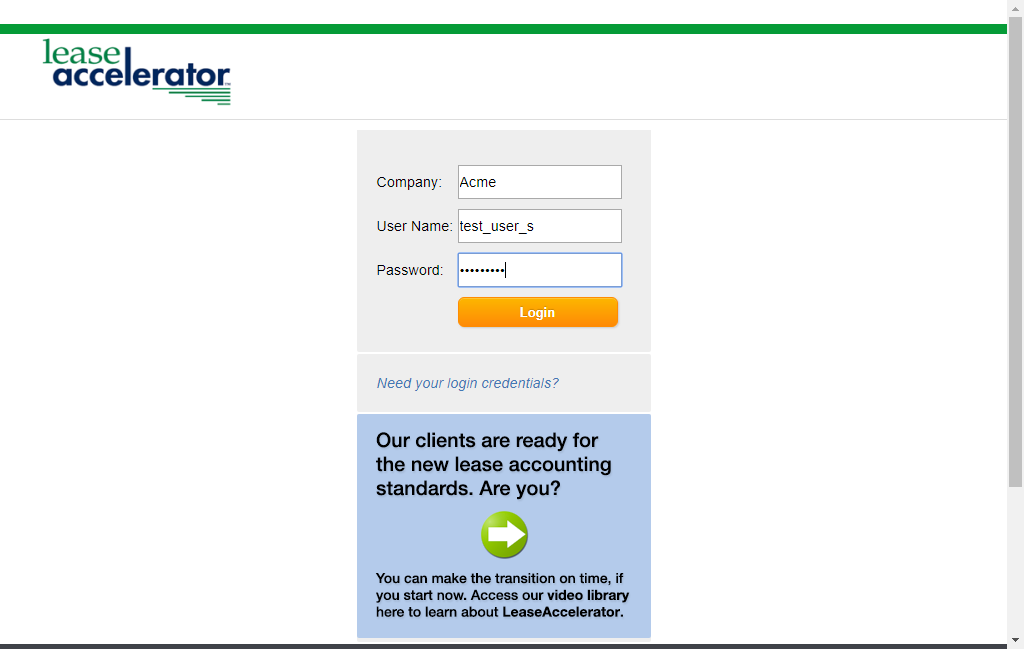 lease
accelerator
Company: Acme
User Name: test_user_s
Password: •••••••••
Login
Need your login credentials?
Our clients are ready for
the new lease accounting
standards. Are you?
You can make the transition on time, if
you start now. Access our video library
here to learn about LeaseAccelerator.